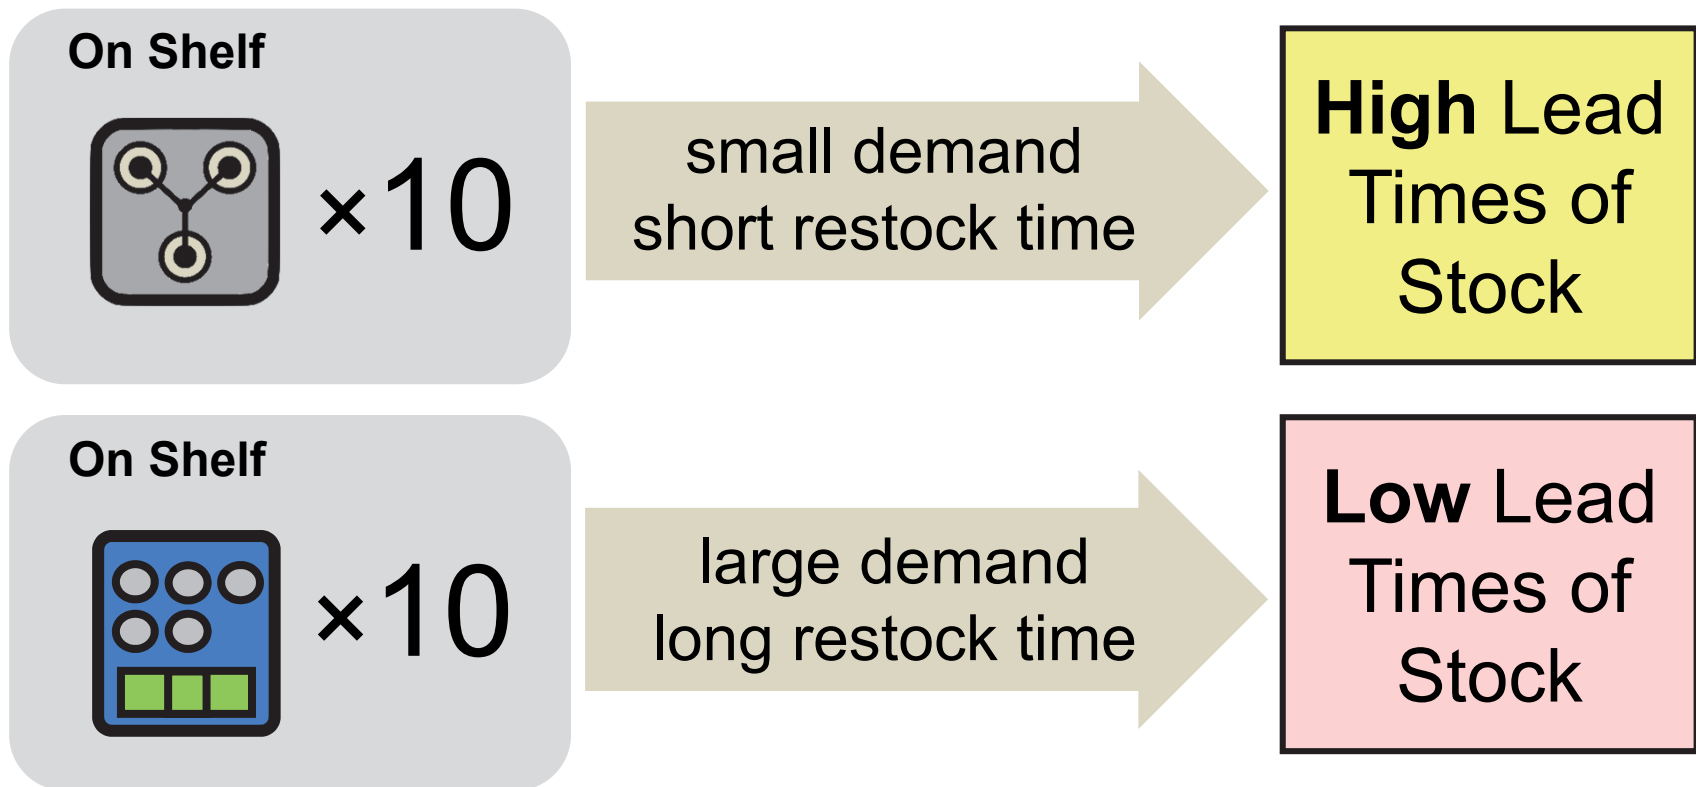 On Shelf
×10
small demand
short restock time
High Lead
Times of
Stock
On Shelf
×10
large demand
long restock time
Low Lead
Times of
Stock